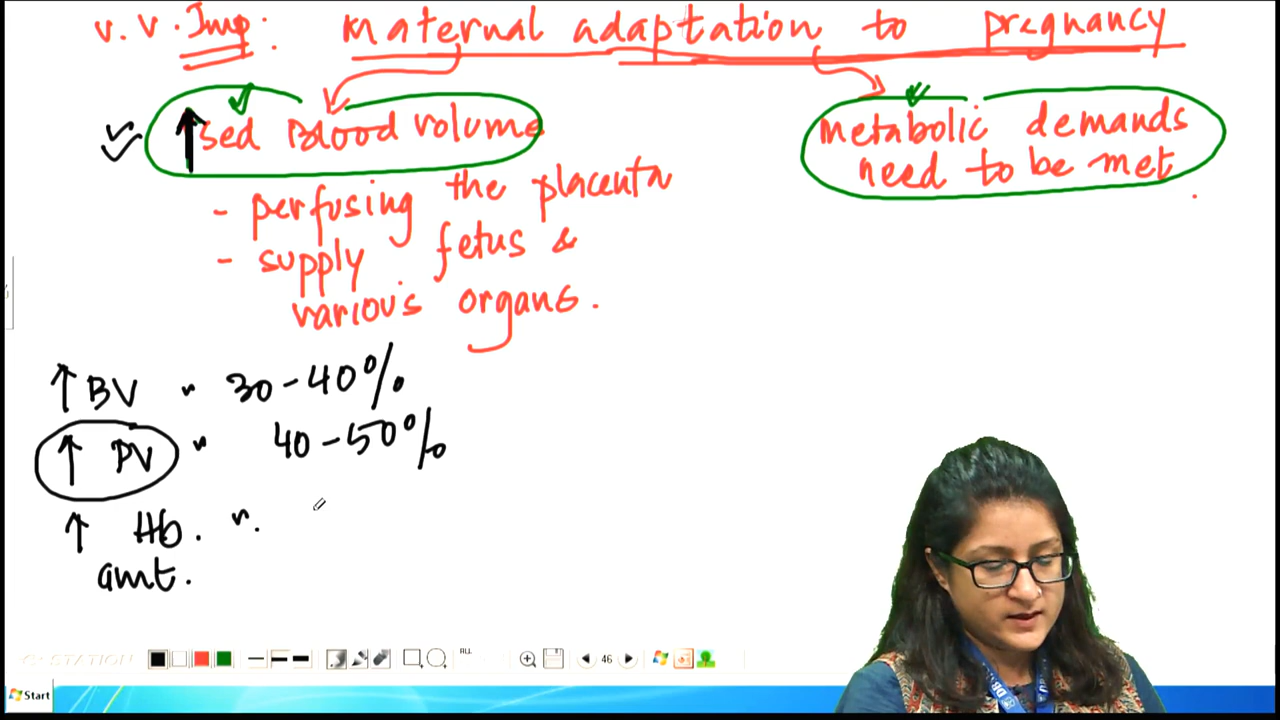 V. V. Imp: maternal adaptation to pregnancy
↑sed Blood volume
metabolic demands
need to be met.
- perfusing the placenta
- supply fetus &
various organs.
↑ BV " 30-40%
↑ PV " 40-50%
↑ Hb. ".
amt.
ALL
46
Start